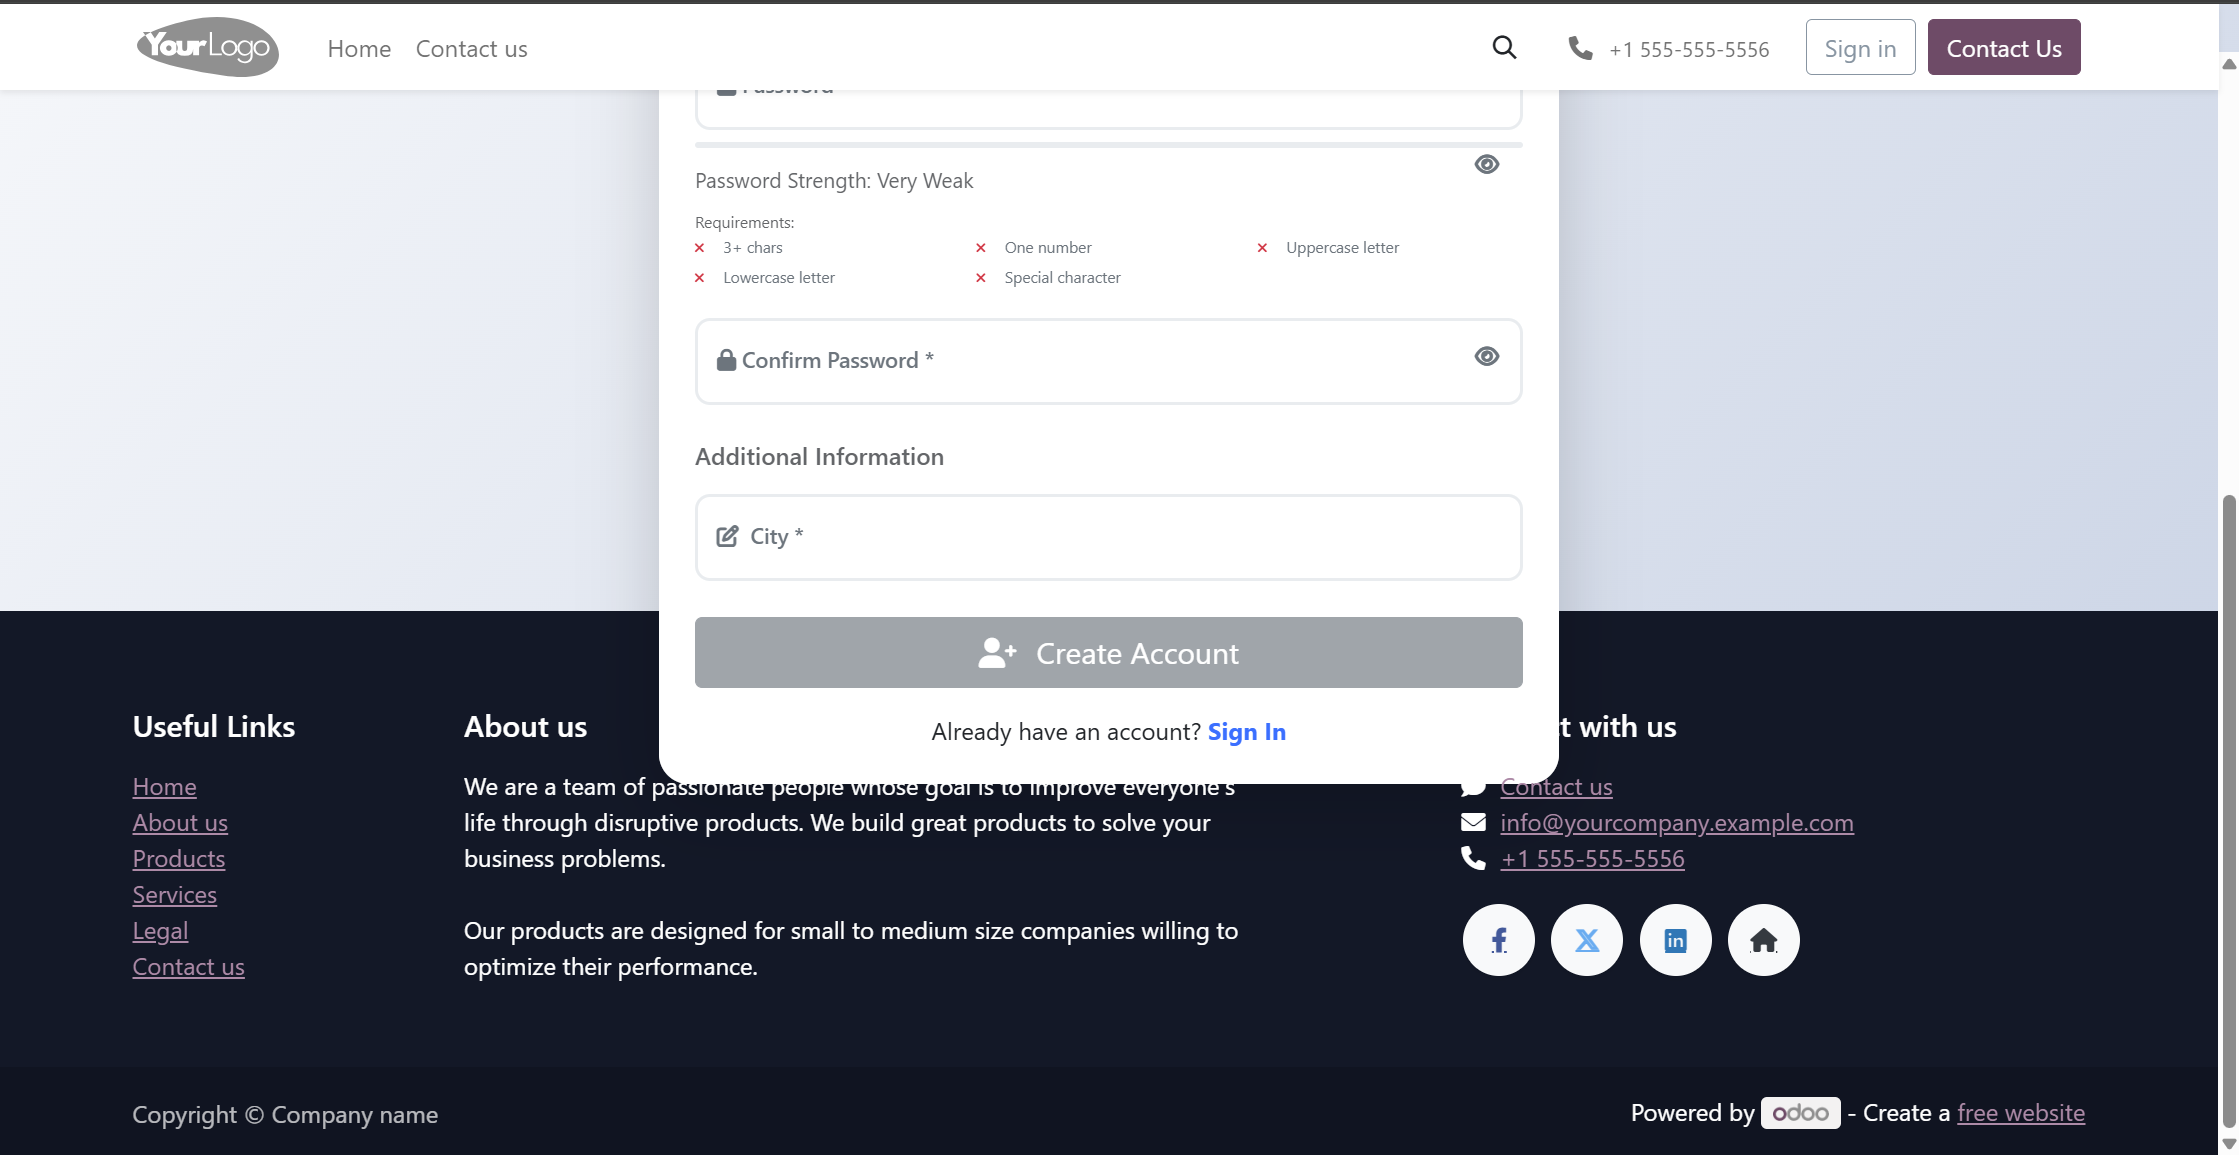 YourLogo
Home
Contact us
+1 555-555-5556
Sign in
Contact Us
Password
Password Strength: Very Weak
Requirements:
3+ chars
One number
Uppercase letter
Lowercase letter
Special character
Confirm Password *
Additional Information
City *
Create Account
Already have an account? Sign In
Useful Links
Home
About us
Products
Services
Legal
Contact us
About us
We are a team of passionate people whose goal is to improve everyone's
life through disruptive products. We build great products to solve your
business problems.
Our products are designed for small to medium size companies willing to
optimize their performance.
t with us
Contact us
info@yourcompany.example.com
+1 555-555-5556
Copyright © Company name
Powered by odoo - Create a free website